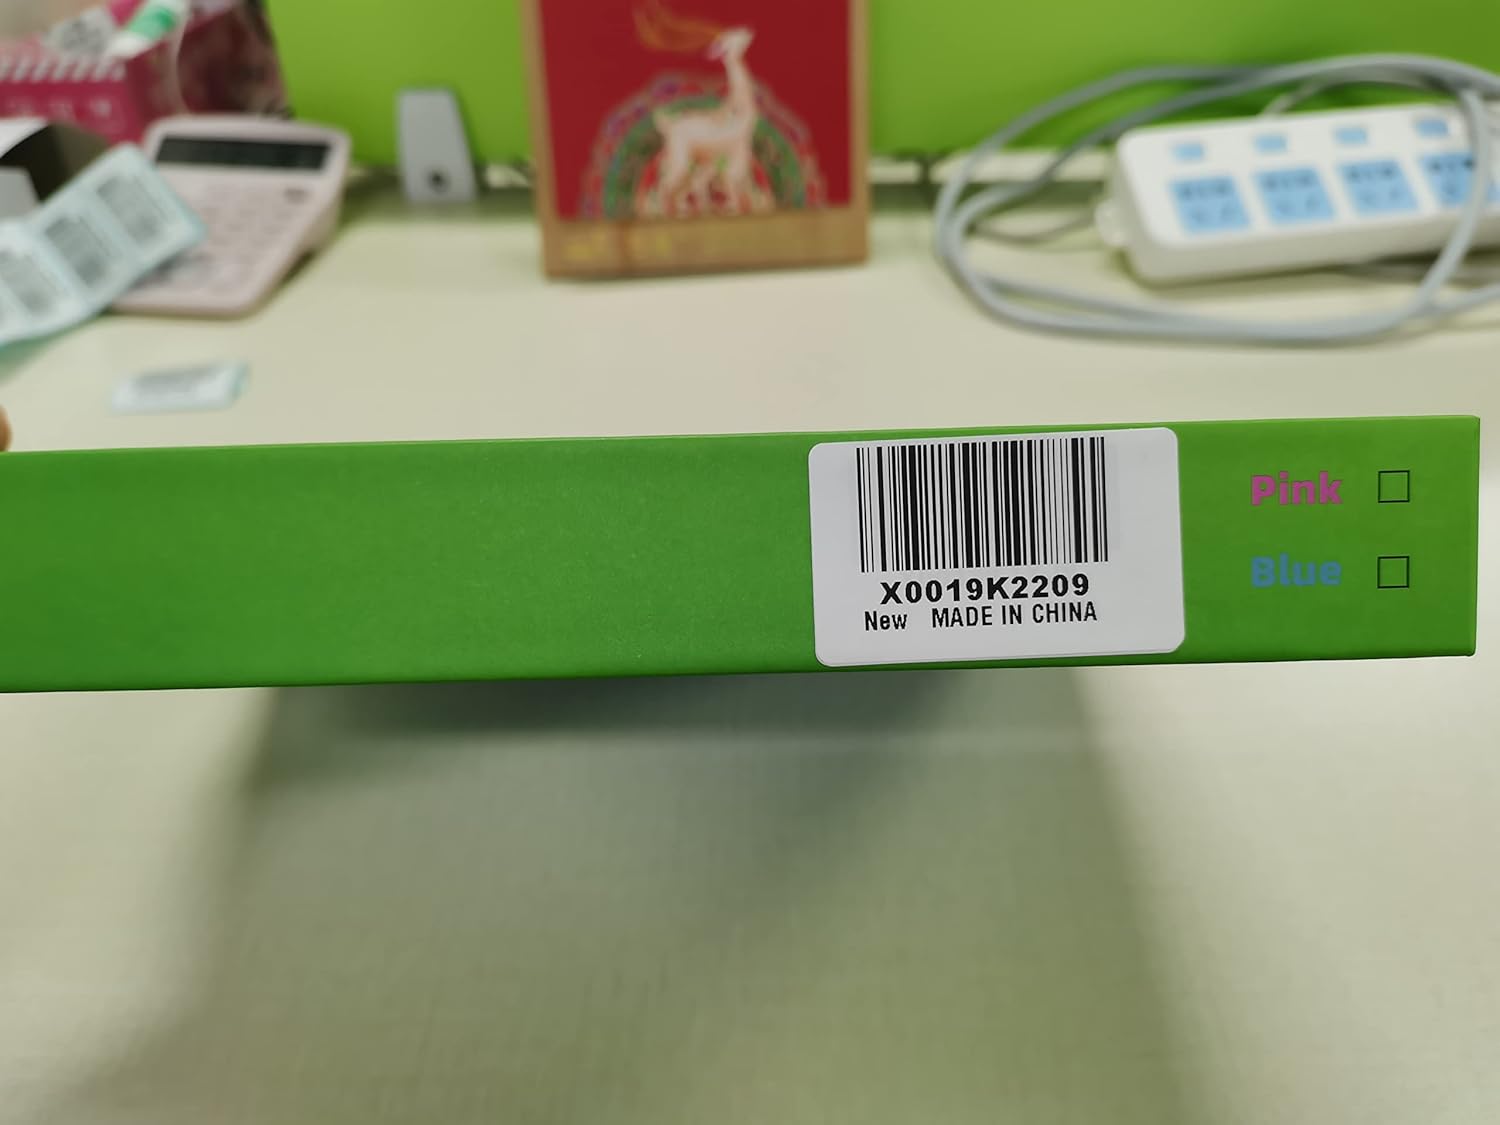 X0019K2209
New MADE IN CHINA
Pink
Blue